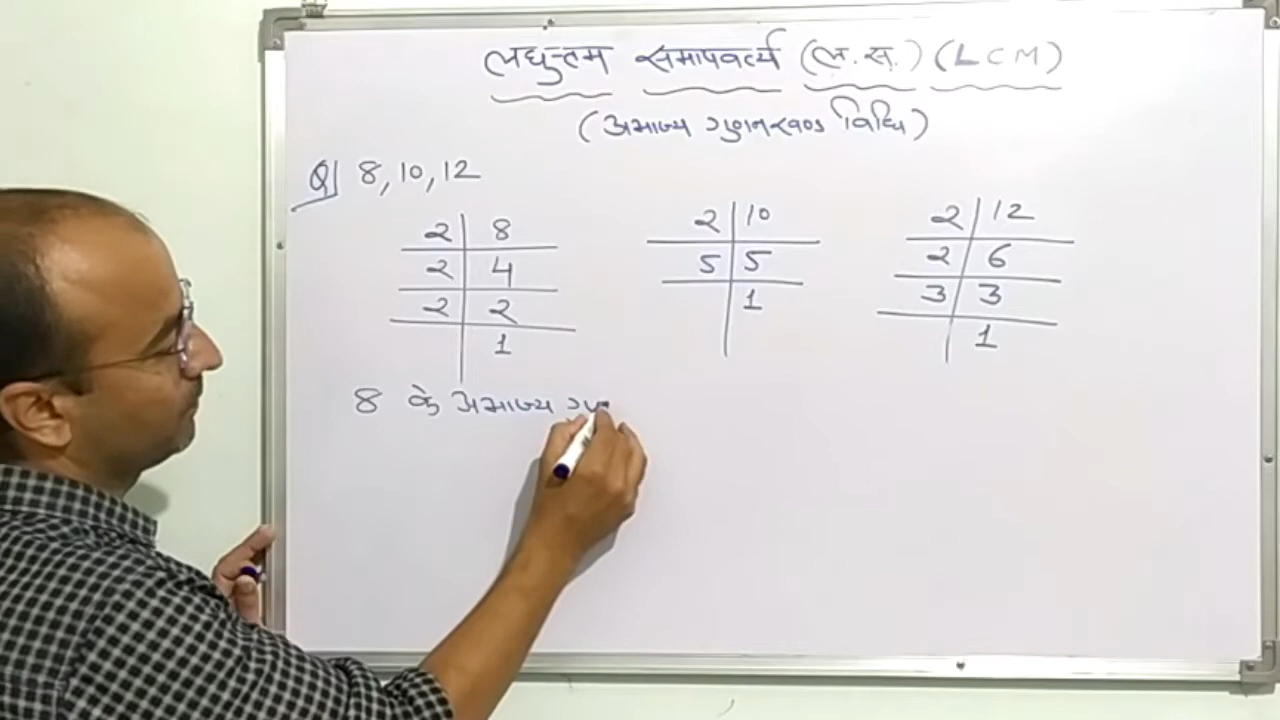 लघुत्तम समापवर्त्य (ल.स.) (LCM)
(अभाज्य गुणनखण्ड विधि)
Q 8, 10, 12
2 8
2 4
2 2
1
2 10
5 5
1
2 12
2 6
3 3
1
8 के अभाज्य गुण